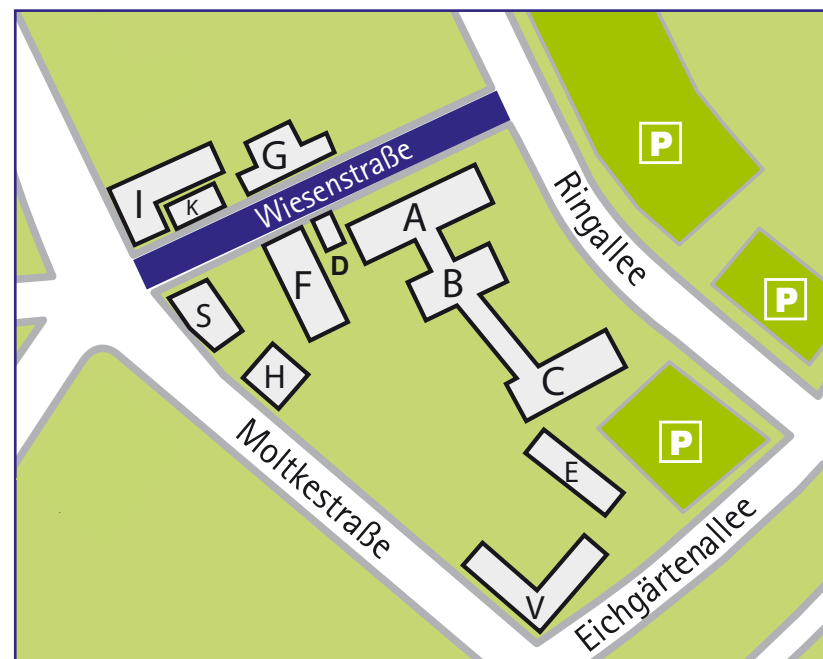 P
G
Wiesenstraße
I
K
A
Ringallee
D
F
B
P
S
H
C
P
Moltkestraße
E
Eichgärtenallee
V